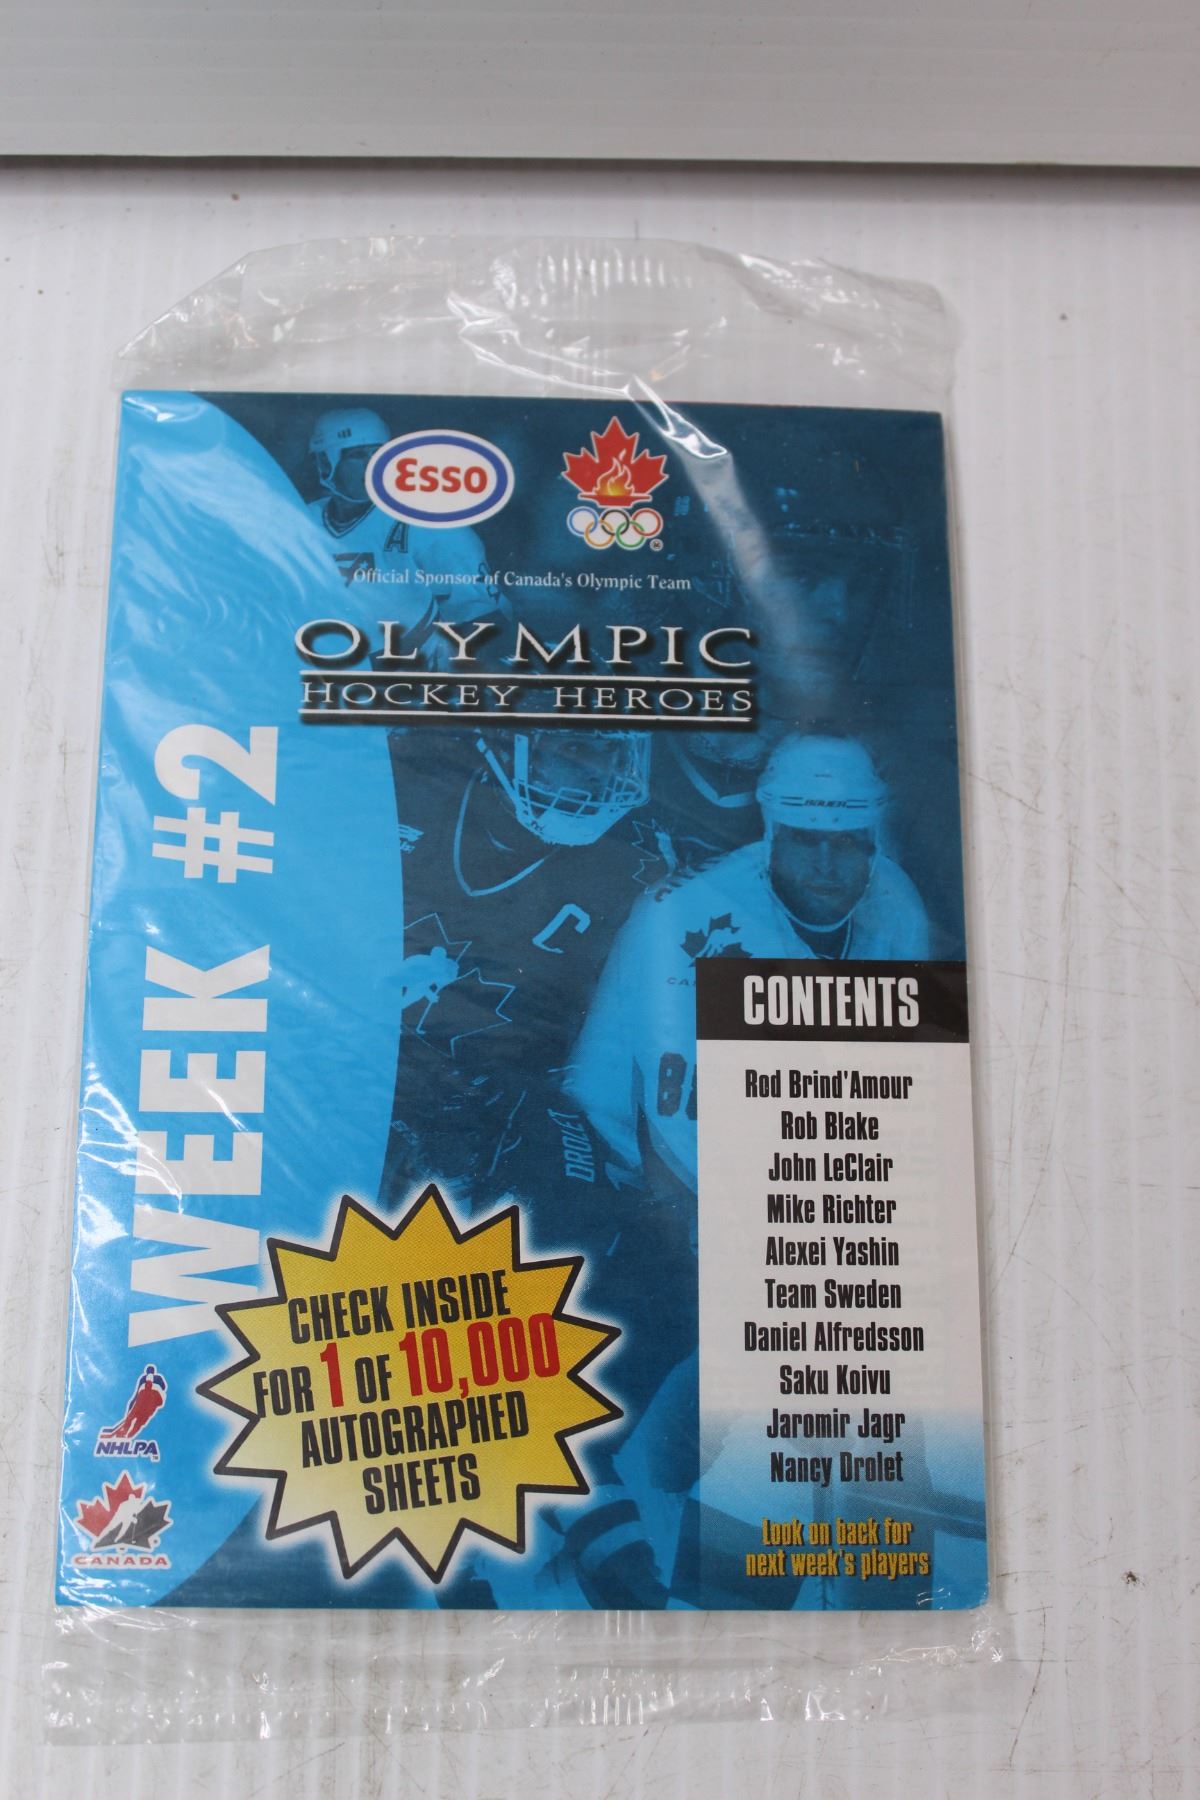 Esso
®
Official Sponsor of Canada's Olympic Team
OLYMPIC
HOCKEY HEROES
WEEK #2
A
BAUER
C
DROLET
CONTENTS
Rod Brind'Amour
Rob Blake
John LeClair
Mike Richter
Alexei Yashin
Team Sweden
Daniel Alfredsson
Saku Koivu
Jaromir Jagr
Nancy Drolet
Look on back for
next week's players
CHECK INSIDE
FOR 1 OF 10,000
AUTOGRAPHED
SHEETS
NHLPA
CANADA